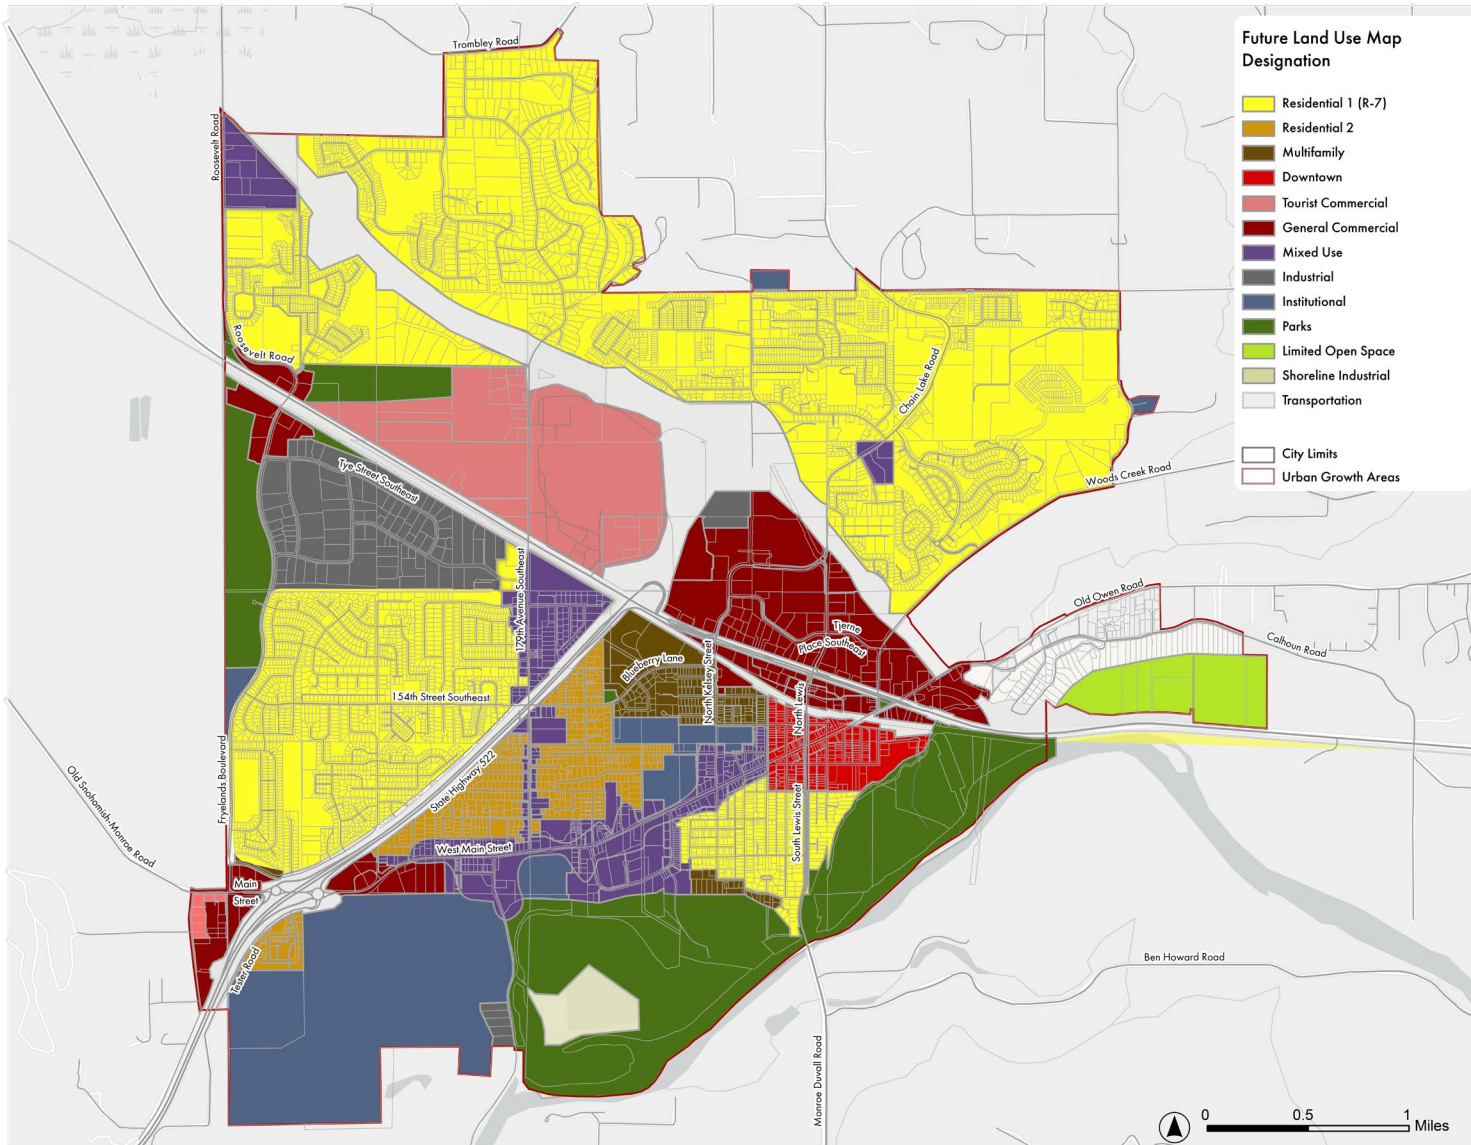 Trombley Road
Roosevelt Road
Roosevelt Road
Tye Street Southeast
Chain Lake Road
Woods Creek Road
Old Owen Road
Calhoun Road
179th Avenue Southeast
Tjerne
Place Southeast
Blueberry Lane
North Kelsey Street
North Lewis
154th Street Southeast
State Highway 522
Fryelands Boulevard
Old Snohomish-Monroe Road
South Lewis Street
West Main Street
Main
Street
Tester Road
Ben Howard Road
Monroe Duvall Road
Future Land Use Map
Designation
Residential 1 (R-7)
Residential 2
Multifamily
Downtown
Tourist Commercial
General Commercial
Mixed Use
Industrial
Institutional
Parks
Limited Open Space
Shoreline Industrial
Transportation
City Limits
Urban Growth Areas
0 0.5 1
Miles